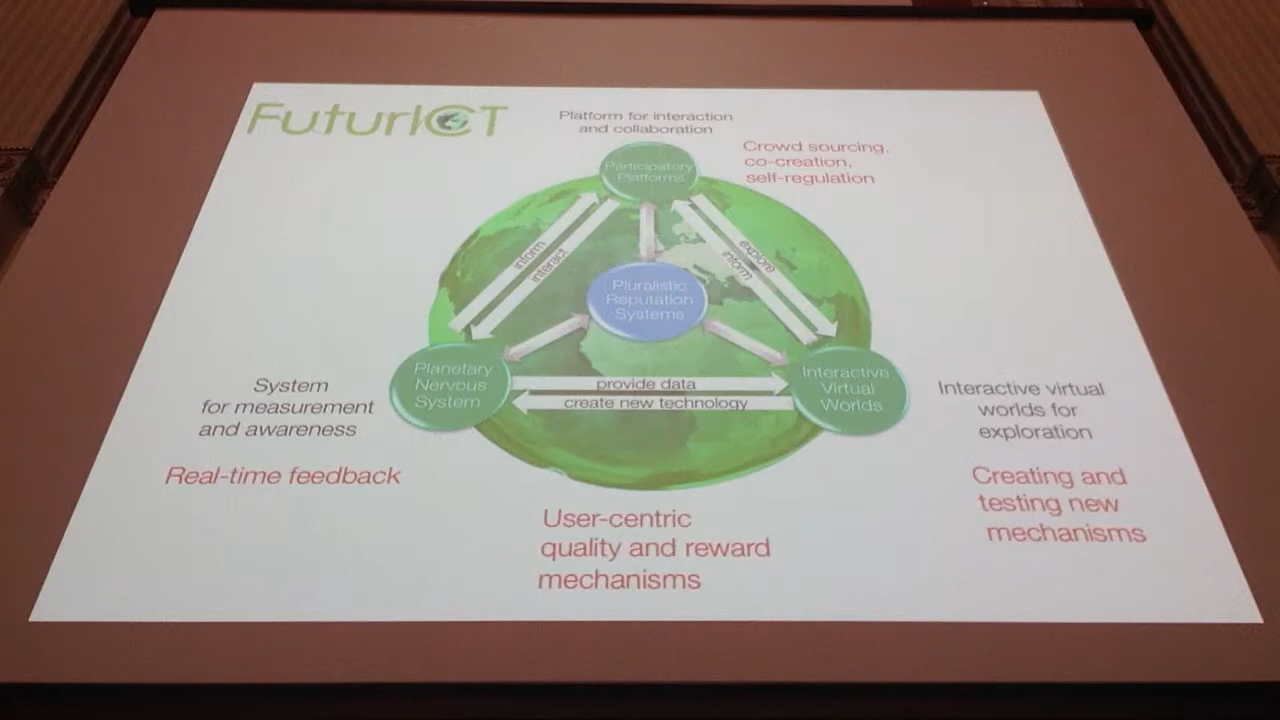 FuturICT
Platform for interaction
and collaboration
Crowd sourcing,
co-creation,
self-regulation
Participatory
Platforms
inform
interact
explore
inform
Pluralistic
Reputation
Systems
Planetary
Nervous
System
provide data
create new technology
Interactive
Virtual
Worlds
System
for measurement
and awareness
Real-time feedback
Interactive virtual
worlds for
exploration
Creating and
testing new
mechanisms
User-centric
quality and reward
mechanisms